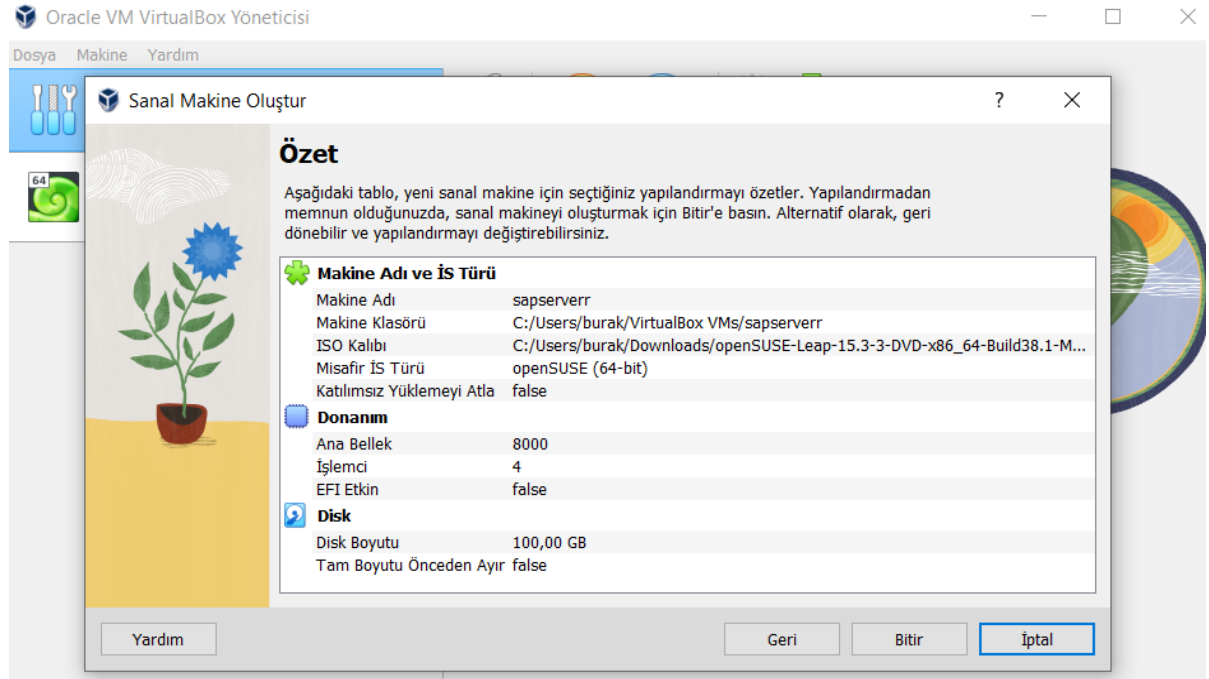 Oracle VM VirtualBox Yöneticisi
Dosya Makine Yardım
Sanal Makine Oluştur
?
64
Özet
Aşağıdaki tablo, yeni sanal makine için seçtiğiniz yapılandırmayı özetler. Yapılandırmadan
memnun olduğunuzda, sanal makineyi oluşturmak için Bitir'e basın. Alternatif olarak, geri
dönebilir ve yapılandırmayı değiştirebilirsiniz.
Makine Adı ve İS Türü
Makine Adı sapserverr
Makine Klasörü C:/Users/burak/VirtualBox VMs/sapserverr
ISO Kalıbı C:/Users/burak/Downloads/openSUSE-Leap-15.3-3-DVD-x86_64-Build38.1-M...
Misafir İS Türü openSUSE (64-bit)
Katılımsız Yüklemeyi Atla false
Donanım
Ana Bellek 8000
İşlemci 4
EFI Etkin false
Disk
Disk Boyutu 100,00 GB
Tam Boyutu Önceden Ayır false
Yardım Geri Bitir İptal